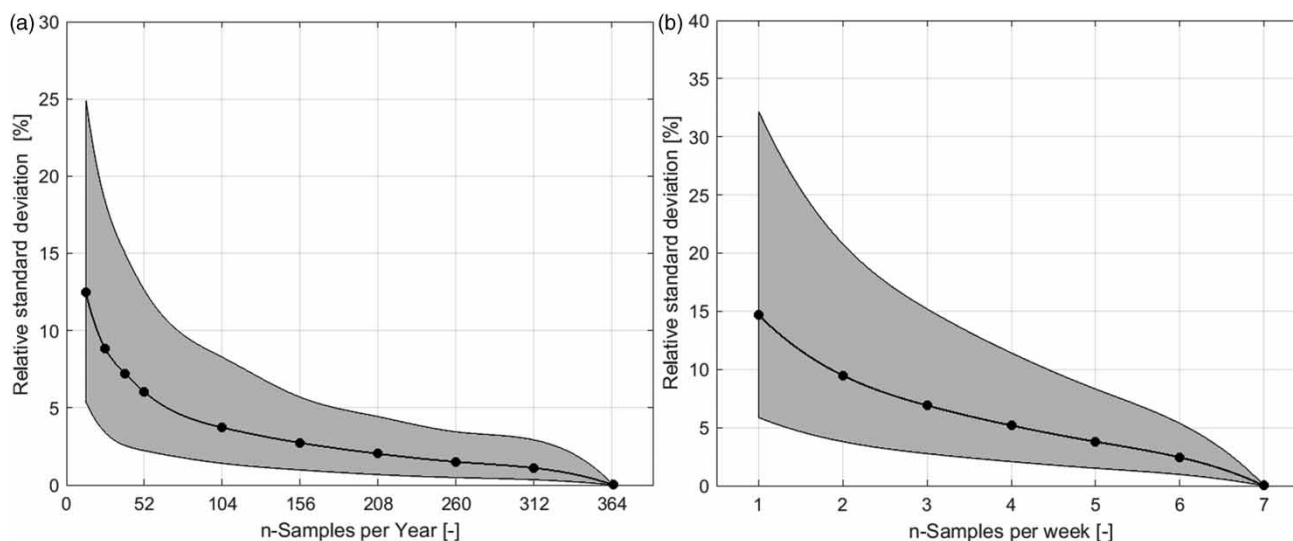 (a)
Relative standard deviation [%]
30
25
20
15
10
5
0
0 52 104 156 208 260 312 364
n-Samples per Year [-]
(b)
Relative standard deviation [%]
40
35
30
25
20
15
10
5
0
1 2 3 4 5 6 7
n-Samples per week [-]